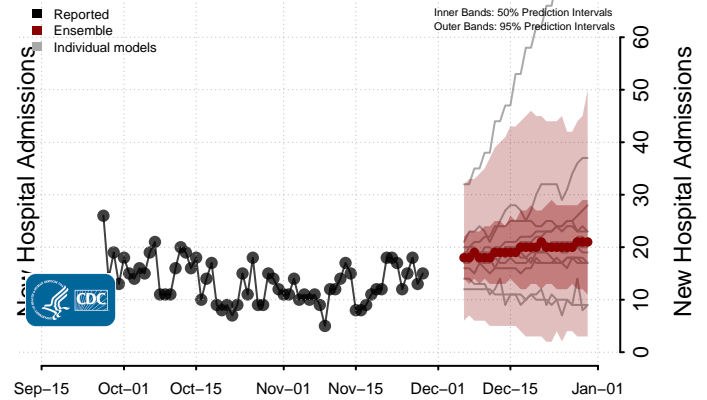 Reported
Ensemble
Individual models
Inner Bands: 50% Prediction Intervals
Outer Bands: 95% Prediction Intervals
New Hospital Admissions
60
50
40
30
20
10
0
New Hospital Admissions
CDC
Sep–15
Oct–01
Oct–15
Nov–01
Nov–15
Dec–01
Dec–15
Jan–01